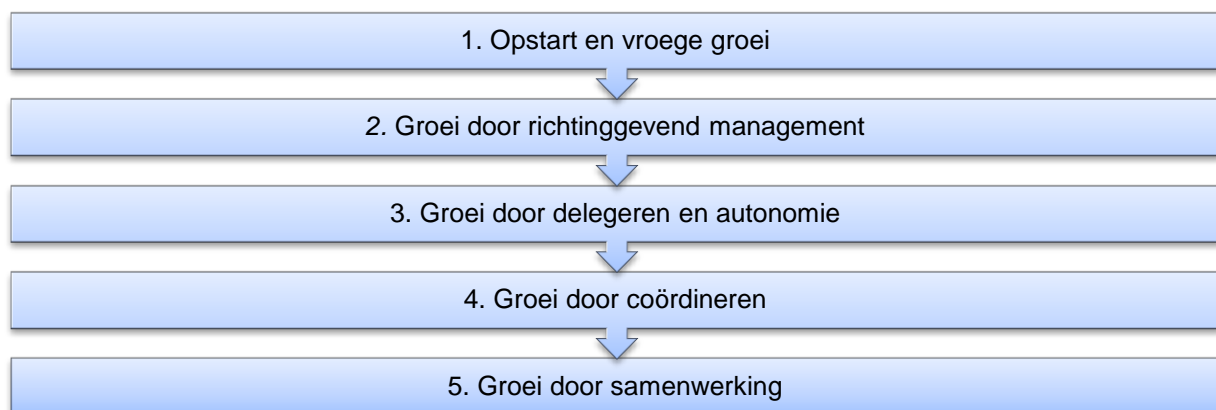 1. Opstart en vroege groei
2. Groei door richtinggevend management
3. Groei door delegeren en autonomie
4. Groei door coördineren
5. Groei door samenwerking